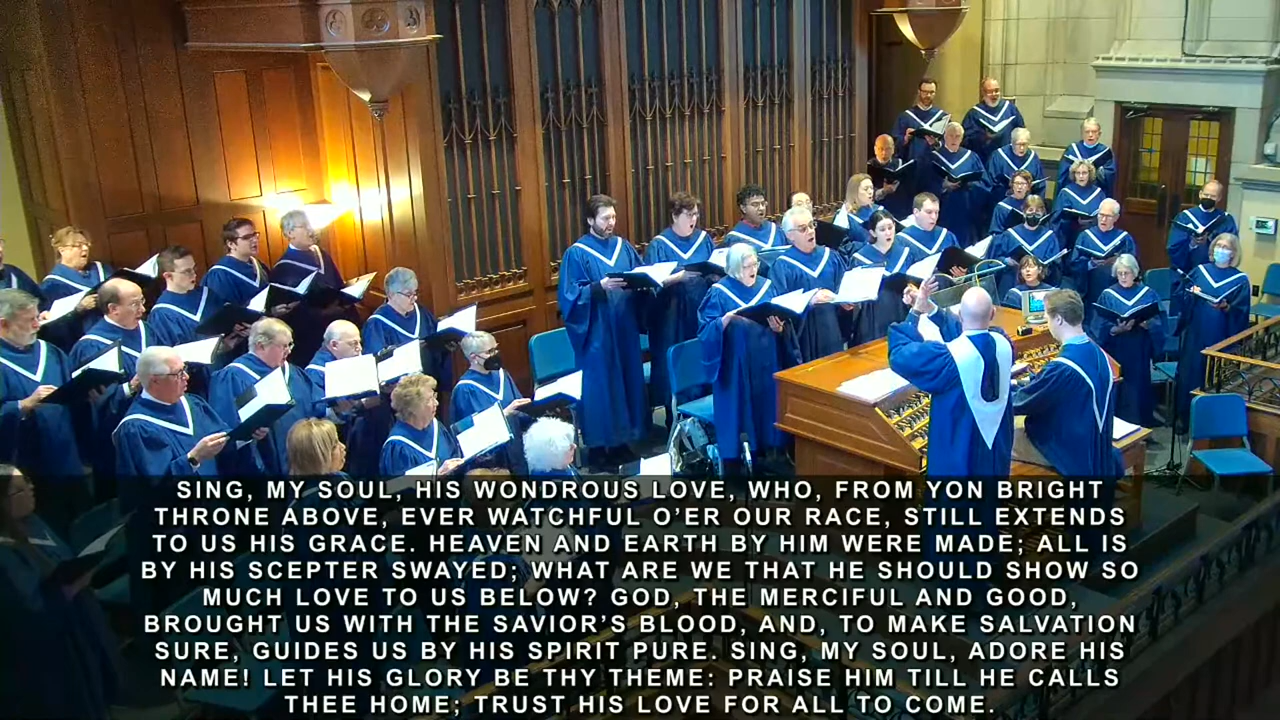 SING, MY SOUL, HIS WONDROUS LOVE, WHO, FROM YON BRIGHT
THRONE ABOVE, EVER WATCHFUL O’ER OUR RACE, STILL EXTENDS
TO US HIS GRACE. HEAVEN AND EARTH BY HIM WERE MADE; ALL IS
BY HIS SCEPTER SWAYED; WHAT ARE WE THAT HE SHOULD SHOW SO
MUCH LOVE TO US BELOW? GOD, THE MERCIFUL AND GOOD,
BROUGHT US WITH THE SAVIOR’S BLOOD, AND, TO MAKE SALVATION
SURE, GUIDES US BY HIS SPIRIT PURE. SING, MY SOUL, ADORE HIS
NAME! LET HIS GLORY BE THY THEME: PRAISE HIM TILL HE CALLS
THEE HOME; TRUST HIS LOVE FOR ALL TO COME.